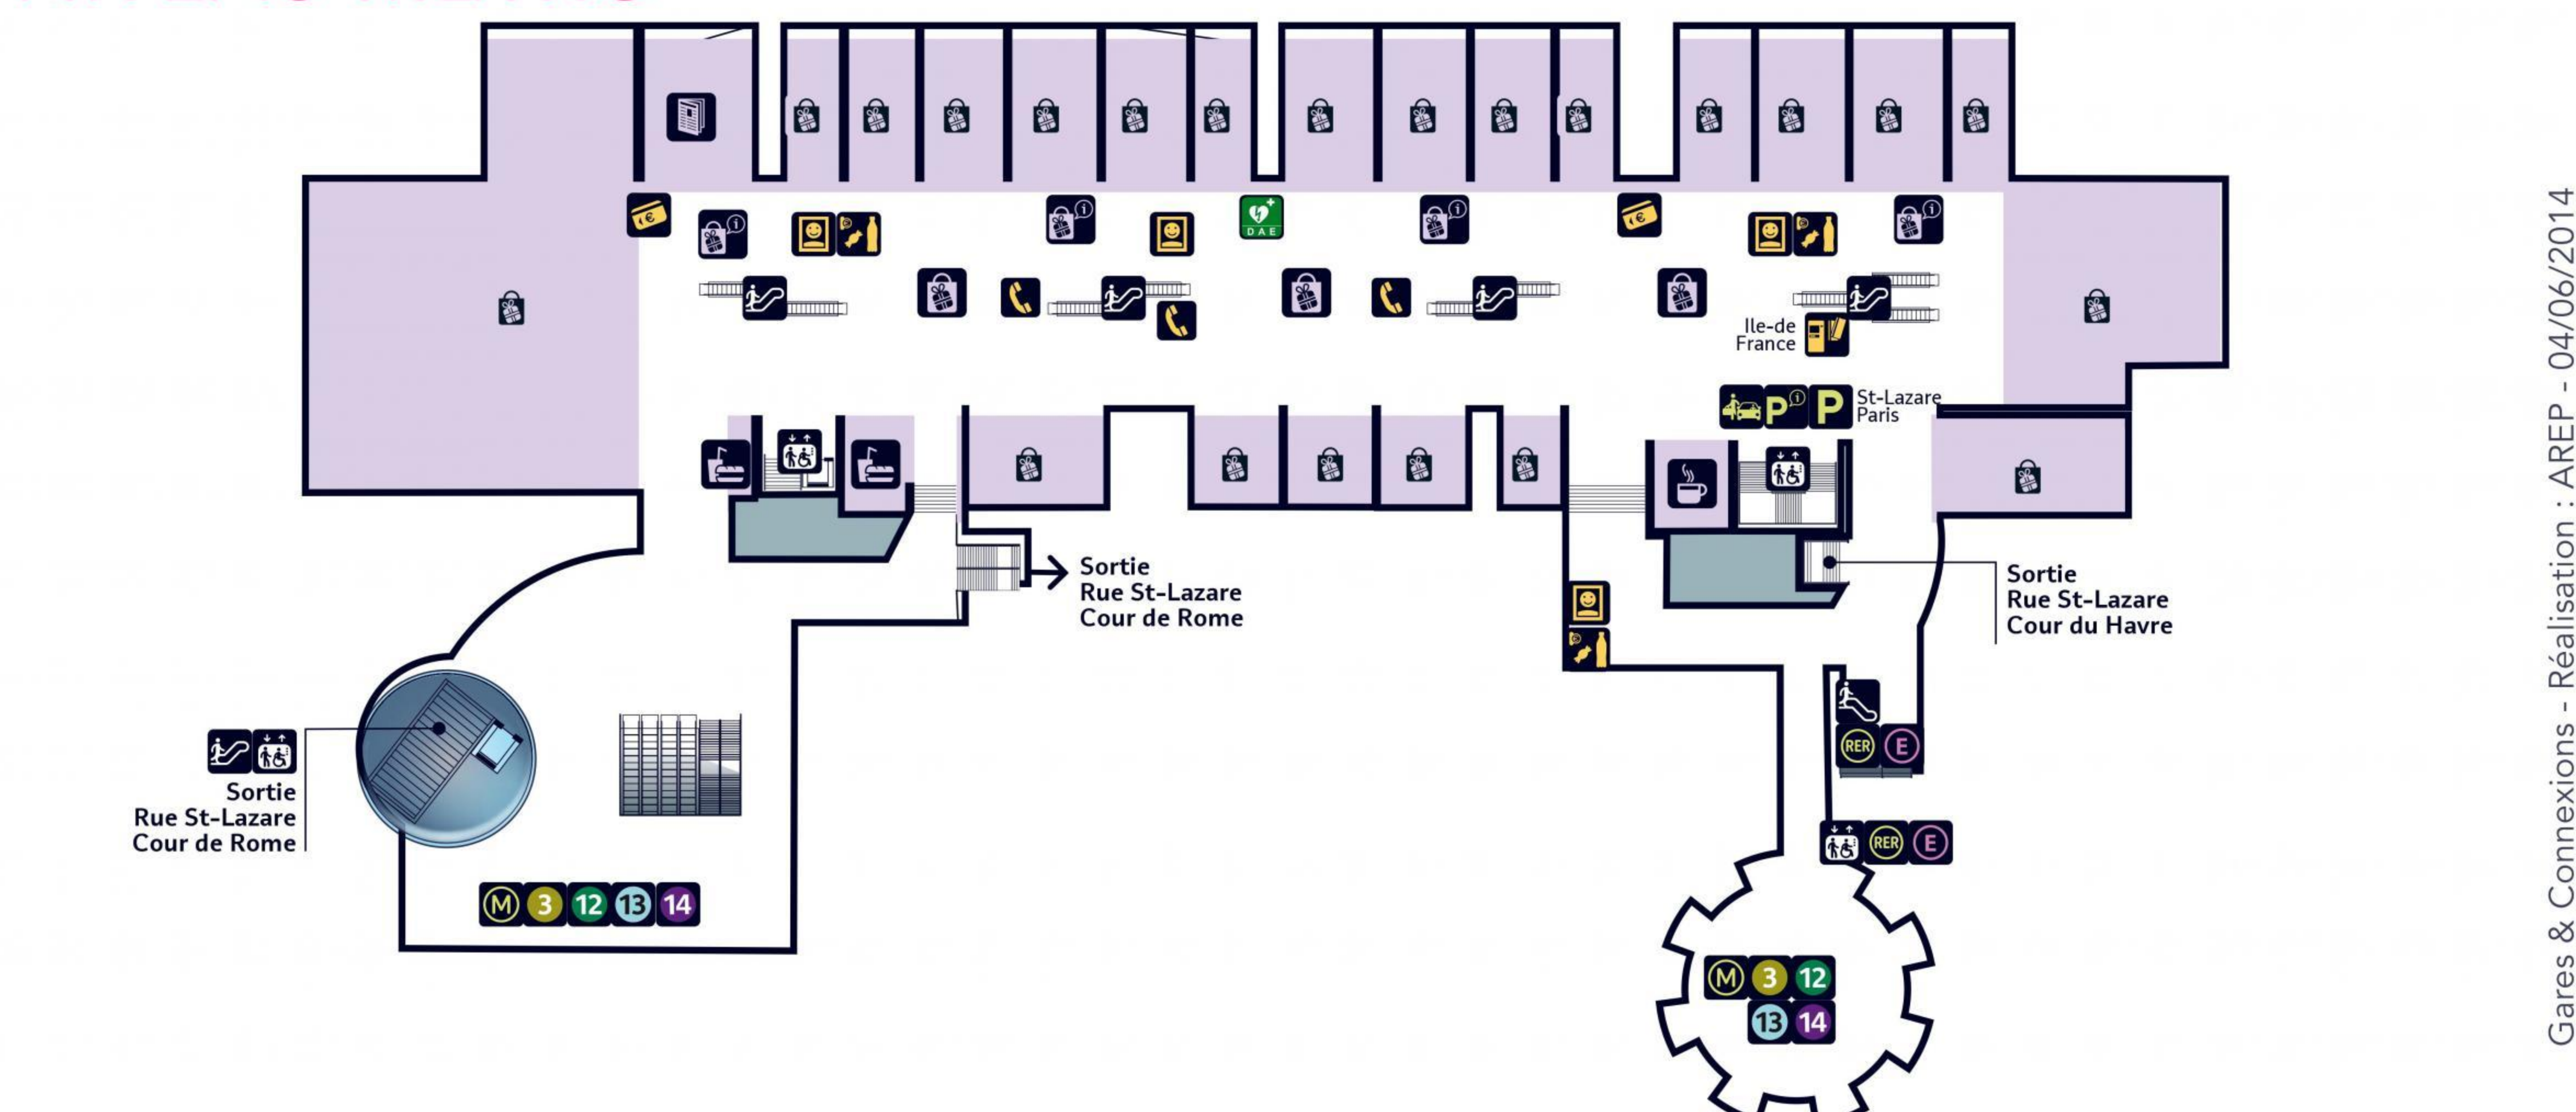 DAE
Ile-de
France
P i P
St-Lazare
Paris
Sortie
Rue St-Lazare
Cour de Rome
Sortie
Rue St-Lazare
Cour du Havre
Sortie
Rue St-Lazare
Cour de Rome
RER E
RER E
M 3 12 13 14
M 3 12
13 14
Gares & Connexions - Réalisation : AREP - 04/06/2014